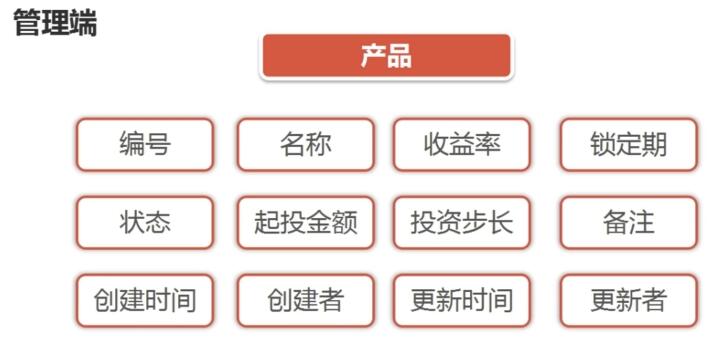 管理端
产品
编号 名称 收益率 锁定期
状态 起投金额 投资步长 备注
创建时间 创建者 更新时间 更新者